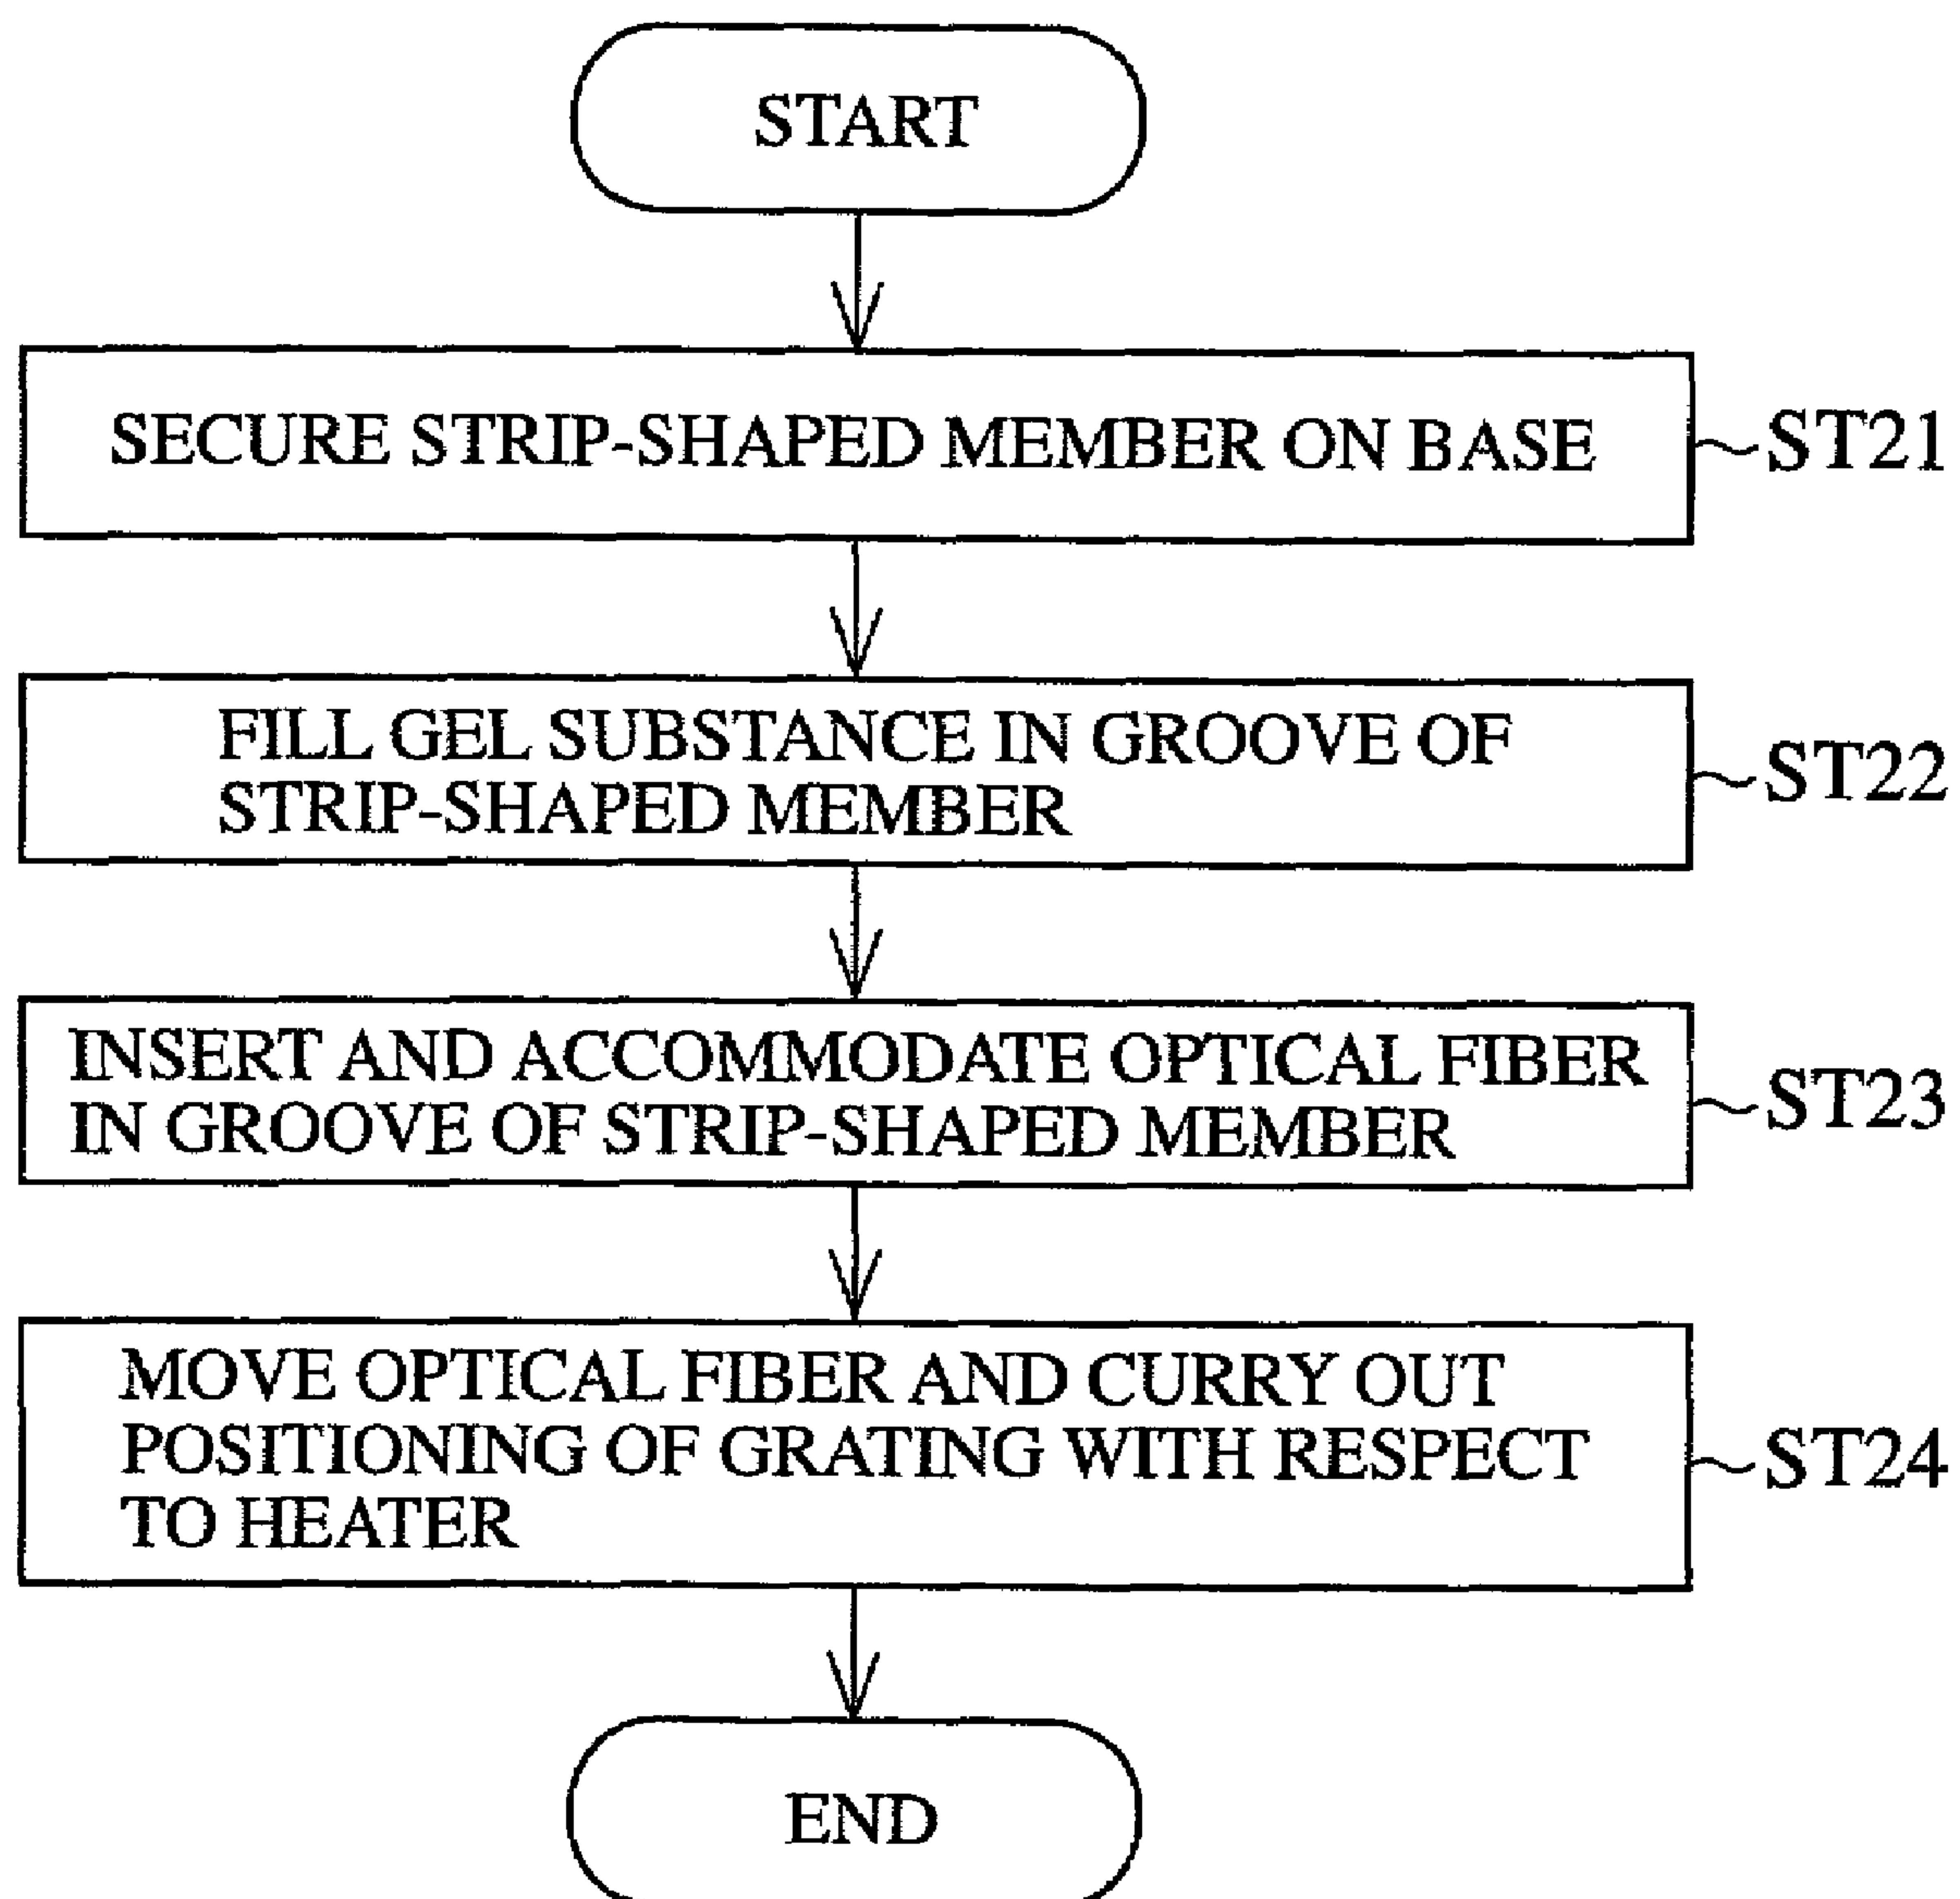 START
SECURE STRIP-SHAPED MEMBER ON BASE
ST21
FILL GEL SUBSTANCE IN GROOVE OF
STRIP-SHAPED MEMBER
ST22
INSERT AND ACCOMMODATE OPTICAL FIBER
IN GROOVE OF STRIP-SHAPED MEMBER
ST23
MOVE OPTICAL FIBER AND CURRY OUT
POSITIONING OF GRATING WITH RESPECT
TO HEATER
ST24
END